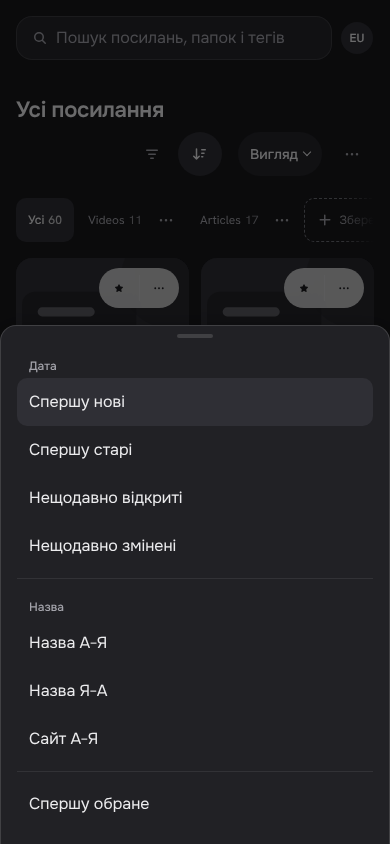 Пошук посилань, папок і тегів
EU
Усі посилання
Вигляд
Усі 60
Videos 11
Articles 17
Дата
Спершу нові
Спершу старі
Нещодавно відкриті
Нещодавно змінені
Назва
Назва А-Я
Назва Я-А
Сайт А-Я
Спершу обране